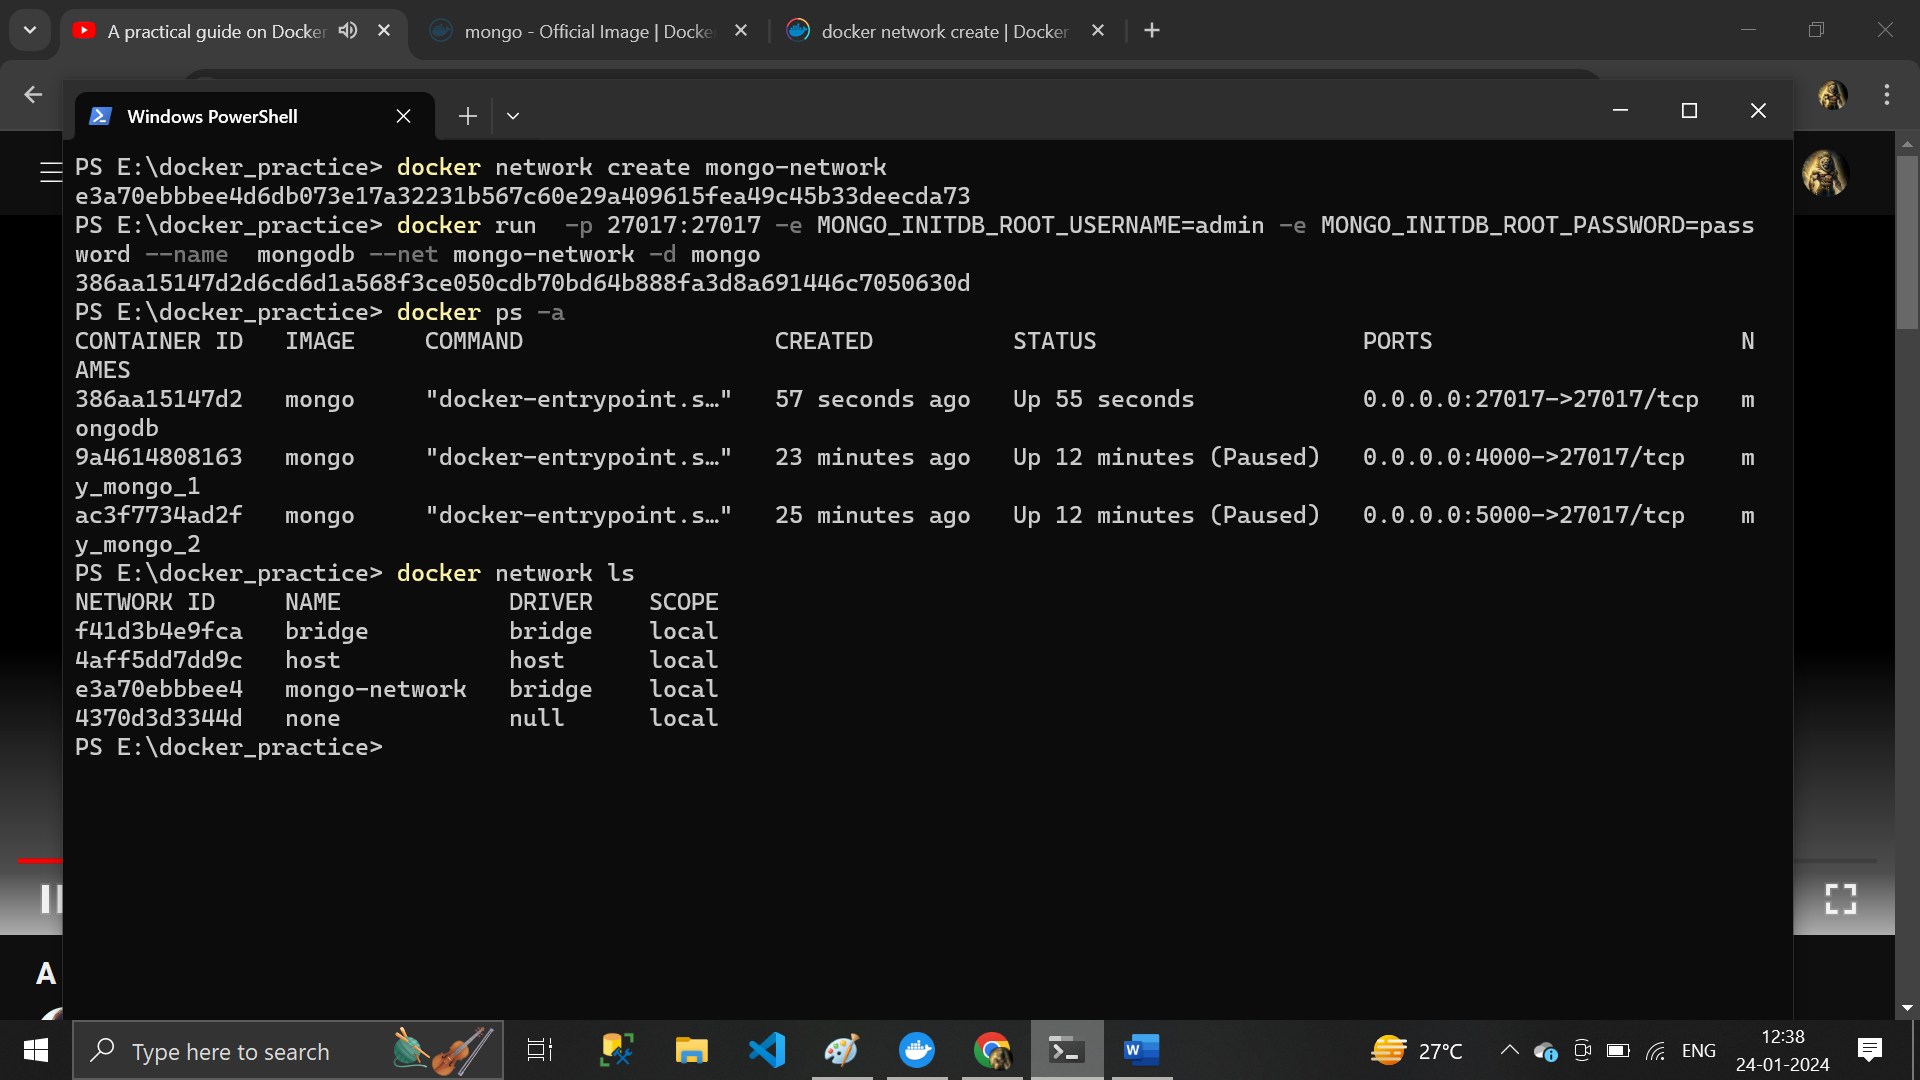 A practical guide on Docker
mongo - Official Image | Docke
docker network create | Docker
Windows PowerShell
PS E:\docker_practice> docker network create mongo-network
e3a70ebbbee4d6db073e17a32231b567c60e29a409615fea49c45b33deecda73
PS E:\docker_practice> docker run  -p 27017:27017 -e MONGO_INITDB_ROOT_USERNAME=admin -e MONGO_INITDB_ROOT_PASSWORD=pass
word --name  mongodb --net mongo-network -d mongo
386aa15147d2d6cd6d1a568f3ce050cdb70bd64b888fa3d8a691446c7050630d
PS E:\docker_practice> docker ps -a
CONTAINER ID   IMAGE     COMMAND                  CREATED          STATUS                   PORTS                      N
AMES
386aa15147d2   mongo     "docker-entrypoint.s…"   57 seconds ago   Up 55 seconds            0.0.0.0:27017->27017/tcp   m
ongodb
9a4614808163   mongo     "docker-entrypoint.s…"   23 minutes ago   Up 12 minutes (Paused)   0.0.0.0:4000->27017/tcp    m
y_mongo_1
ac3f7734ad2f   mongo     "docker-entrypoint.s…"   25 minutes ago   Up 12 minutes (Paused)   0.0.0.0:5000->27017/tcp    m
y_mongo_2
PS E:\docker_practice> docker network ls
NETWORK ID     NAME            DRIVER    SCOPE
f41d3b4e9fca   bridge          bridge    local
4aff5dd7dd9c   host            host      local
e3a70ebbbee4   mongo-network   bridge    local
4370d3d3344d   none            null      local
PS E:\docker_practice>
A
Type here to search
27°C
ENG
12:38
24-01-2024